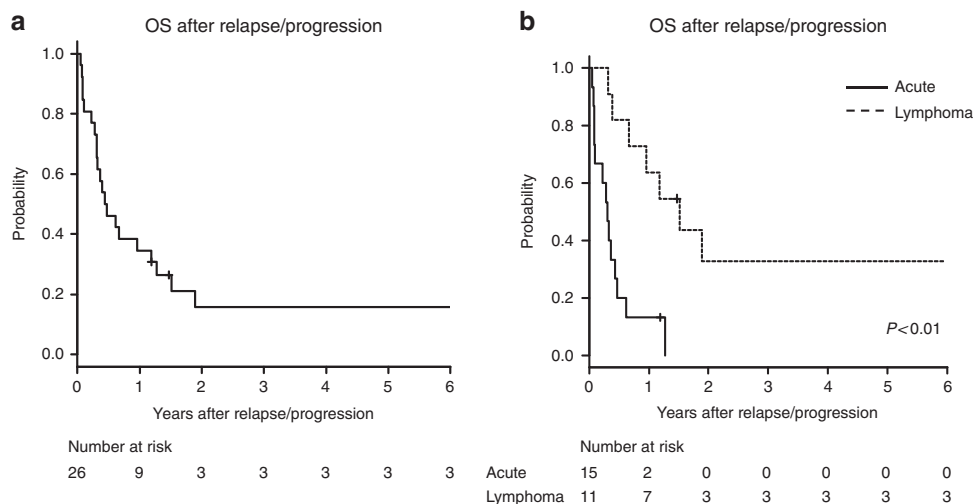 a
OS after relapse/progression
1.0
0.8
0.6
0.4
0.2
0.0
Probability
0 1 2 3 4 5 6
Years after relapse/progression
Number at risk
26 9 3 3 3 3 3
b
OS after relapse/progression
Acute
Lymphoma
1.0
0.8
0.6
0.4
0.2
0.0
Probability
P<0.01
0 1 2 3 4 5 6
Years after relapse/progression
Number at risk
Acute 15 2 0 0 0 0 0
Lymphoma 11 7 3 3 3 3 3